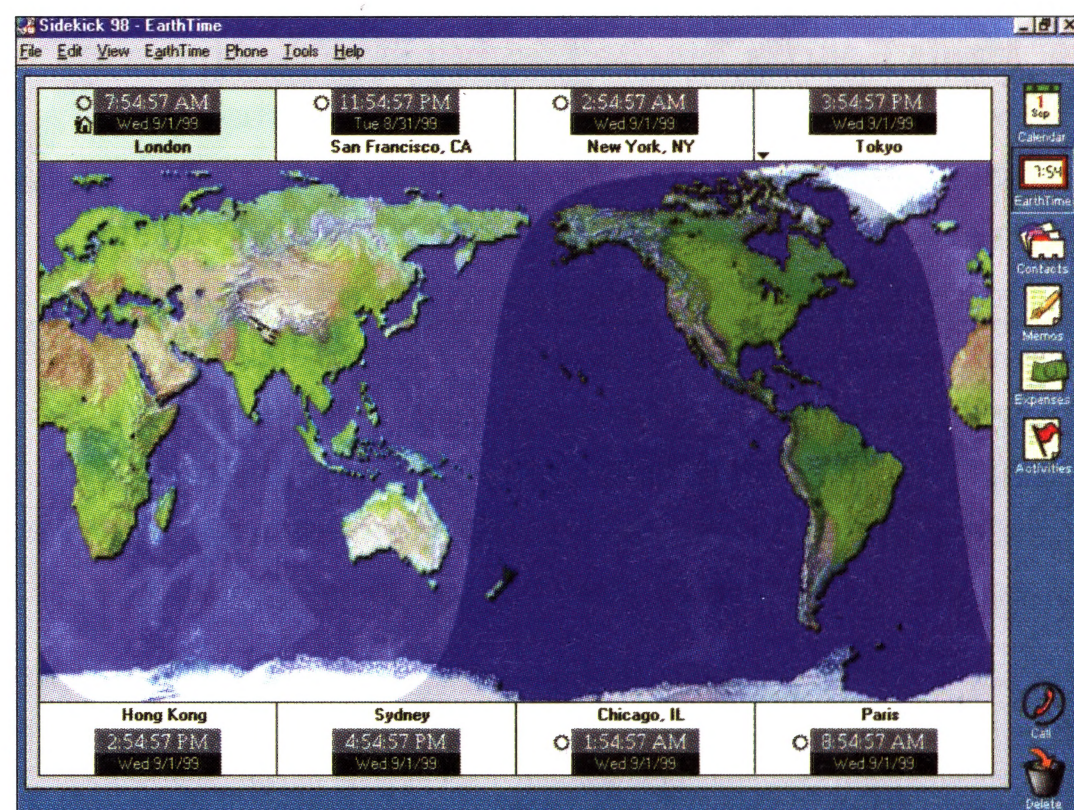 Sidekick 98 - EarthTime
File Edit View EarthTime Phone Tools Help
7:54:57 AM
Wed 9/1/99
London
11:54:57 PM
Tue 8/31/99
San Francisco, CA
2:54:57 AM
Wed 9/1/99
New York, NY
3:54:57 PM
Wed 9/1/99
Tokyo
1
Sep
Calendar
7:54
EarthTime
Contacts
Memos
Expenses
Activities
Hong Kong
2:54:57 PM
Wed 9/1/99
Sydney
4:54:57 PM
Wed 9/1/99
Chicago, IL
1:54:57 AM
Wed 9/1/99
Paris
8:54:57 AM
Wed 9/1/99
Call
Delete